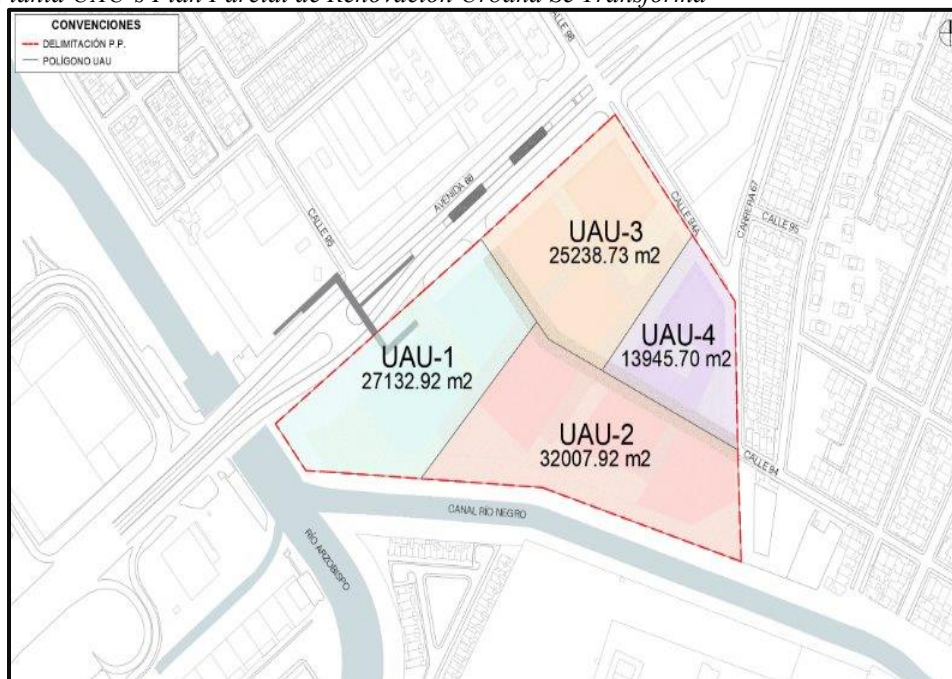 CONVENCIONES
DELIMITACIÓN P.P.
POLÍGONO UAU
CALLE 98
AVENIDA 68
CALLE 95
CALLE 94A
CARRERA 67
CALLE 95
UAU-3
25238.73 m2
UAU-4
13945.70 m2
UAU-1
27132.92 m2
UAU-2
32007.92 m2
CALLE 94
CANAL RÍO NEGRO
RÍO ARZOBISPO